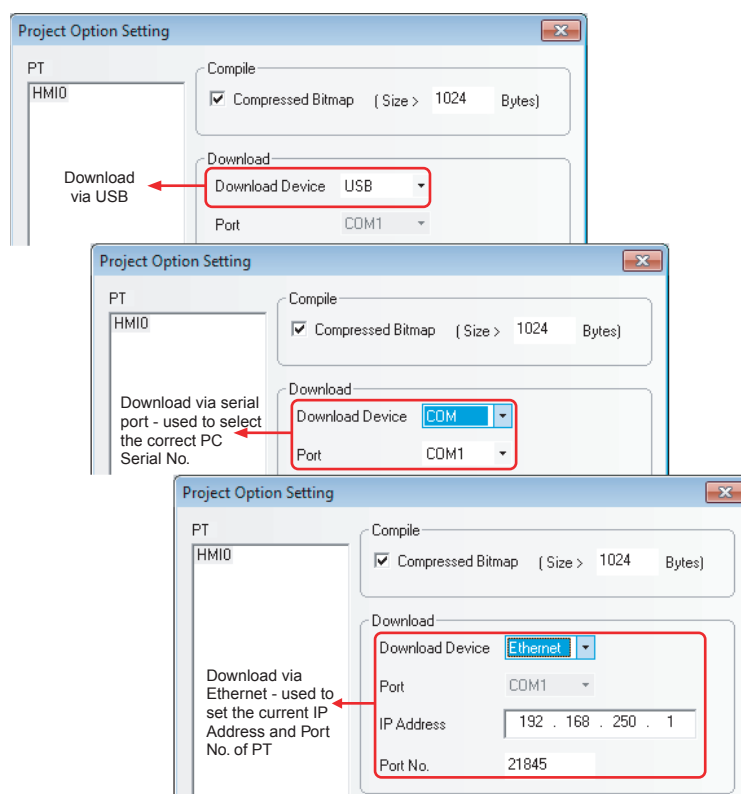 Project Option Setting
PT
HMI0
Compile
Compressed Bitmap ( Size > 1024 Bytes)
Download
Download Device USB
Port COM1
Download
via USB
Project Option Setting
PT
HMI0
Compile
Compressed Bitmap ( Size > 1024 Bytes)
Download
Download Device COM
Port COM1
Download via serial
port - used to select
the correct PC
Serial No.
Project Option Setting
PT
HMI0
Compile
Compressed Bitmap ( Size > 1024 Bytes)
Download
Download Device Ethernet
Port COM1
IP Address 192 . 168 . 250 . 1
Port No. 21845
Download via
Ethernet - used to
set the current IP
Address and Port
No. of PT